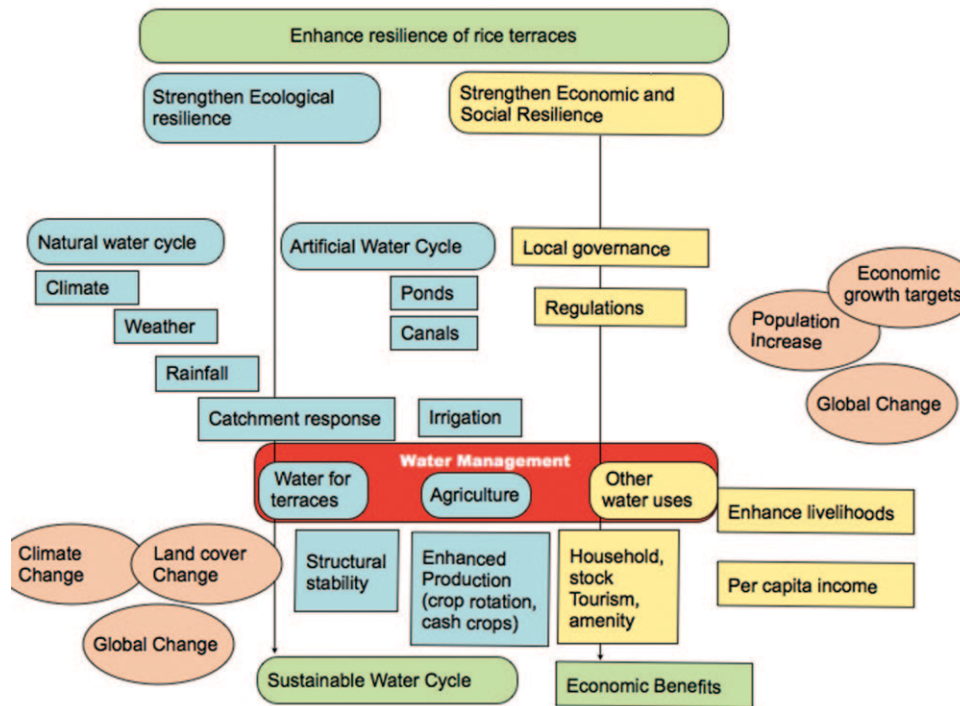 Enhance resilience of rice terraces
Strengthen Ecological
resilience
Strengthen Economic and
Social Resilience
Natural water cycle
Artificial Water Cycle
Local governance
Climate
Ponds
Regulations
Economic
growth targets
Weather
Canals
Population
Increase
Rainfall
Global Change
Catchment response
Irrigation
Water Management
Water for
terraces
Agriculture
Other
water uses
Enhance livelihoods
Climate
Change
Land cover
Change
Structural
stability
Enhanced
Production
(crop rotation,
cash crops)
Household,
stock
Tourism,
amenity
Per capita income
Global Change
Sustainable Water Cycle
Economic Benefits